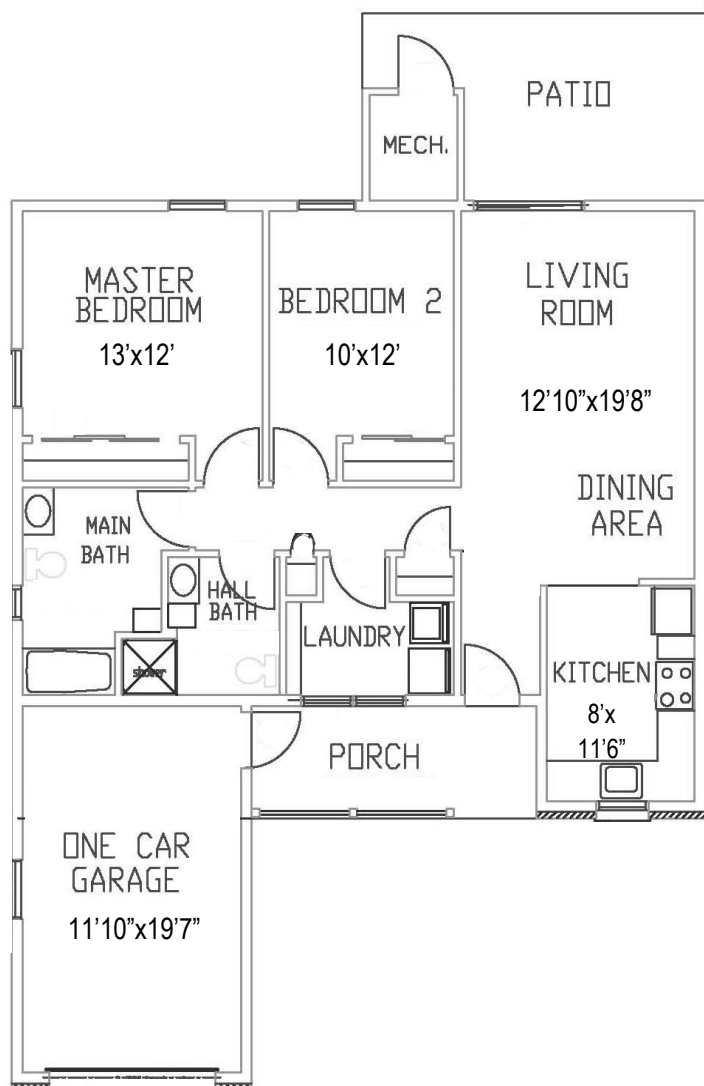 PATIO
MECH.
MASTER
BEDROOM
13'x12'
BEDROOM 2
10'x12'
LIVING
ROOM
12'10"x19'8"
DINING
AREA
MAIN
BATH
HALL
BATH
shower
LAUNDRY
KITCHEN
8'x
11'6"
PORCH
ONE CAR
GARAGE
11'10"x19'7"